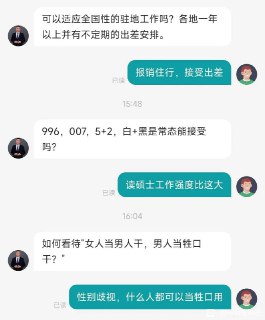 可以适应全国性的驻地工作吗？各地一年
以上并有不定期的出差安排。
报销住行，接受出差
已读
15:48
996，007，5+2，白+黑是常态能接受
吗？
读硕士工作强度比这大
已读
16:04
如何看待"女人当男人干，男人当牲口
干？"
性别歧视，什么人都可以当牲口用
已读